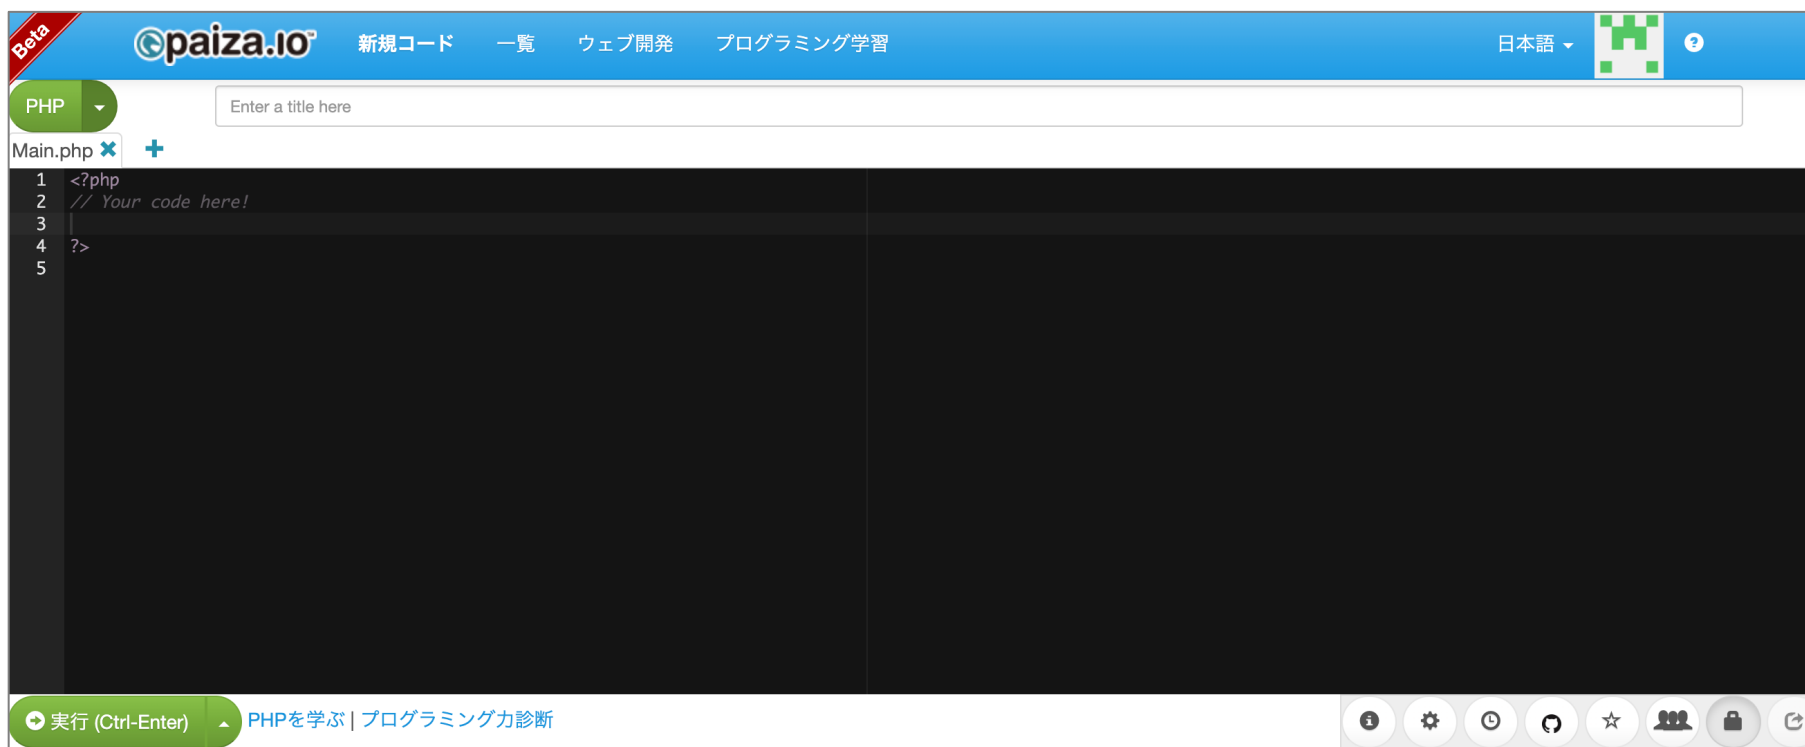 Beta
paiza.IO 新規コード 一覧 ウェブ開発 プログラミング学習 日本語
PHP Enter a title here
Main.php
1 <?php
2 // Your code here!
3
4 ?>
5
実行 (Ctrl-Enter) PHPを学ぶ | プログラミング力診断